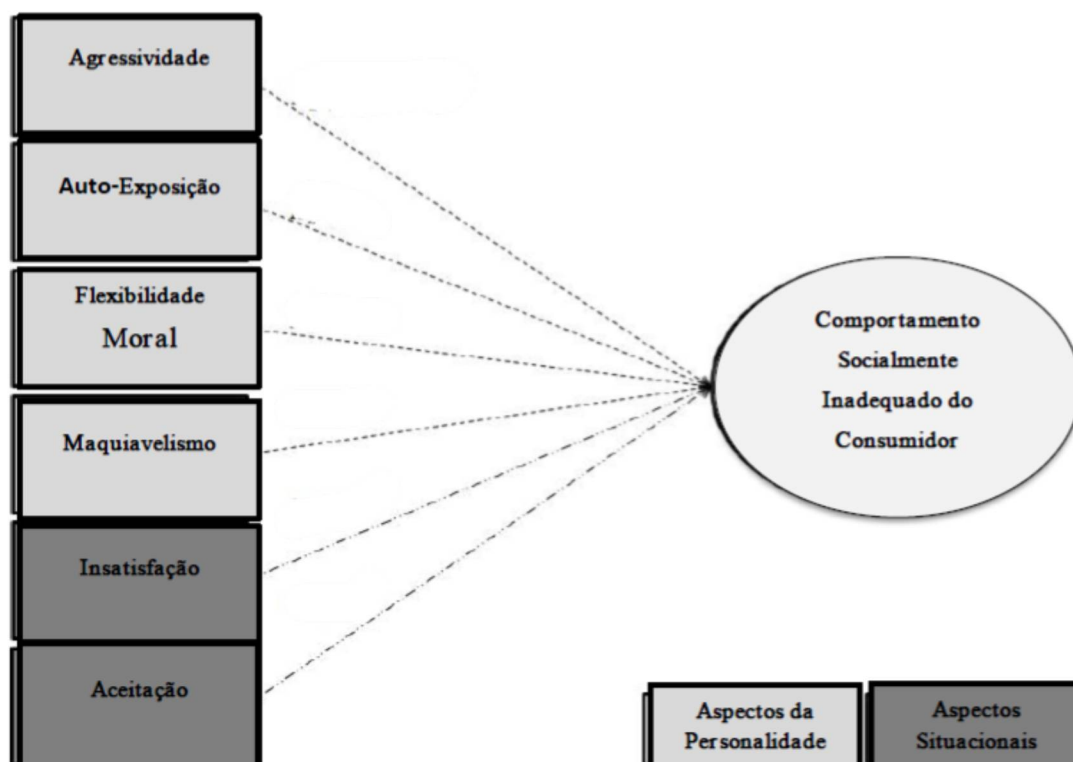 Agressividade
Auto-Exposição
Flexibilidade
Moral
Maquiavelismo
Insatisfação
Aceitação
Comportamento
Socialmente
Inadequado do
Consumidor
Aspectos da
Personalidade
Aspectos
Situacionais